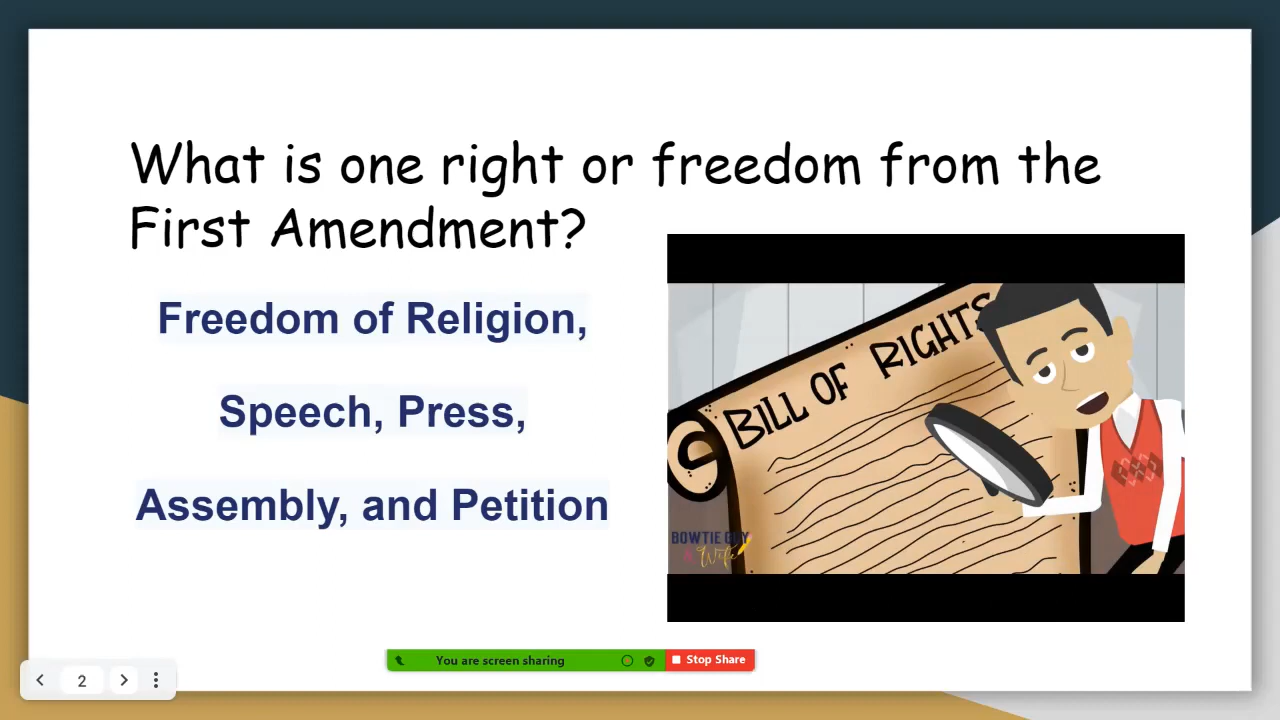 What is one right or freedom from the
First Amendment?
Freedom of Religion,
Speech, Press,
Assembly, and Petition
BILL OF RIGHTS
BOWTIE GUY
& Wife
2
You are screen sharing
Stop Share